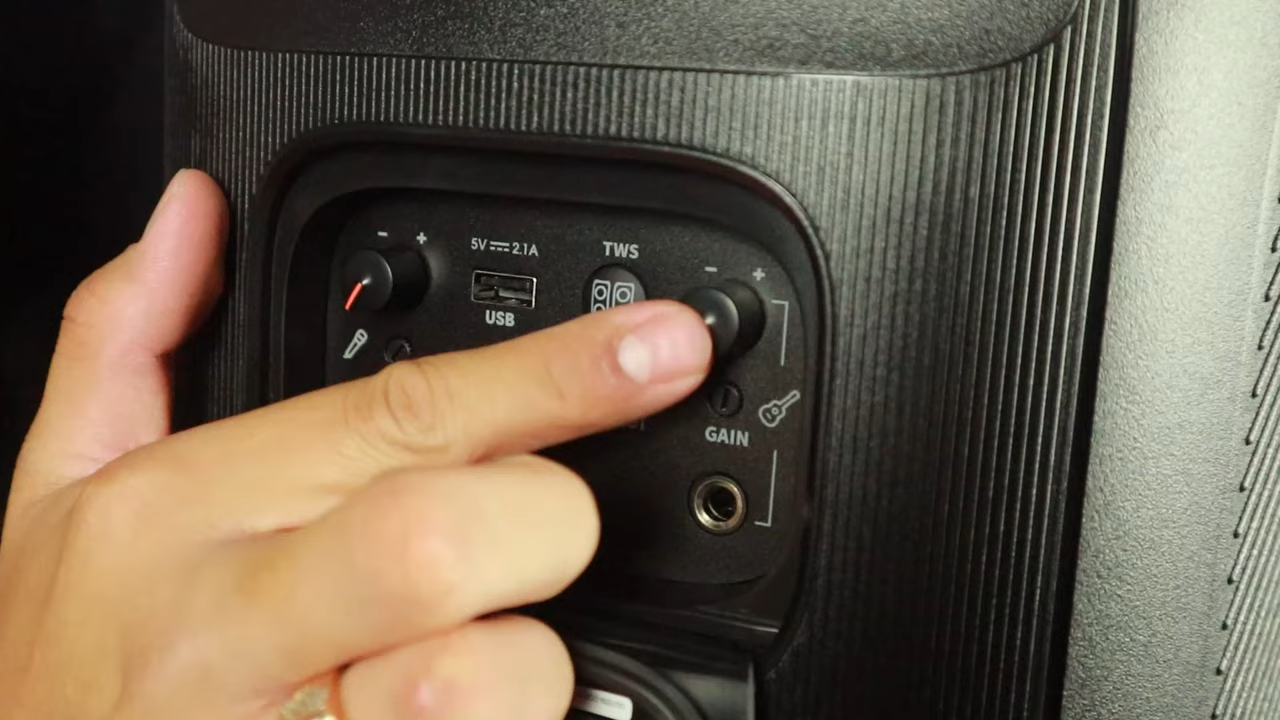 - +
5V⎓2.1A
TWS
- +
USB
GAIN